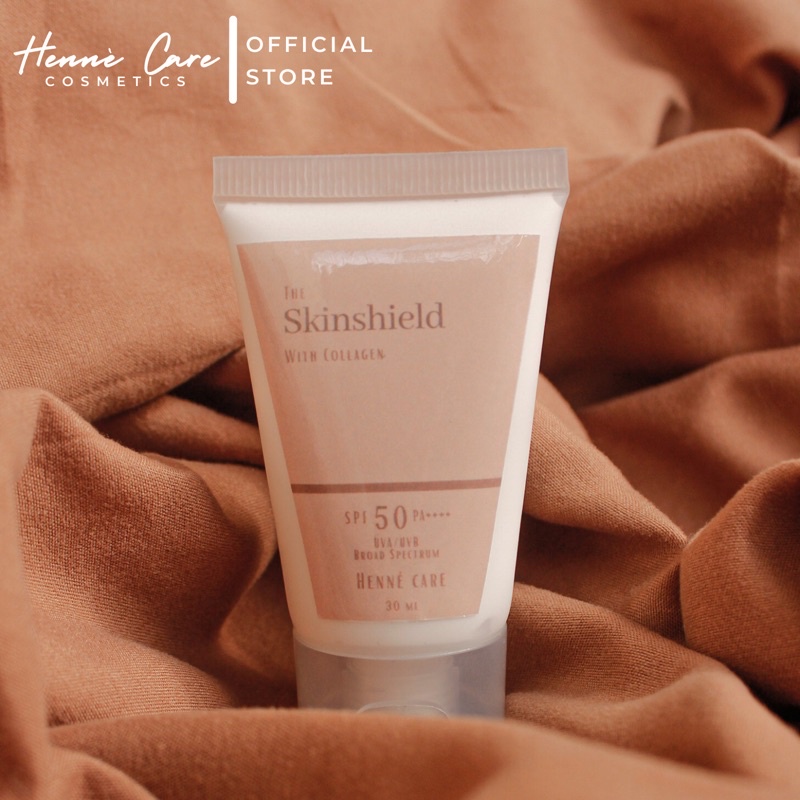 Hennè Care
COSMETICS
OFFICIAL
STORE
THE
Skinshield
WITH COLLAGEN
SPF 50 PA++++
UVA/UVB
BROAD SPECTRUM
HENNÉ CARE
30 ML